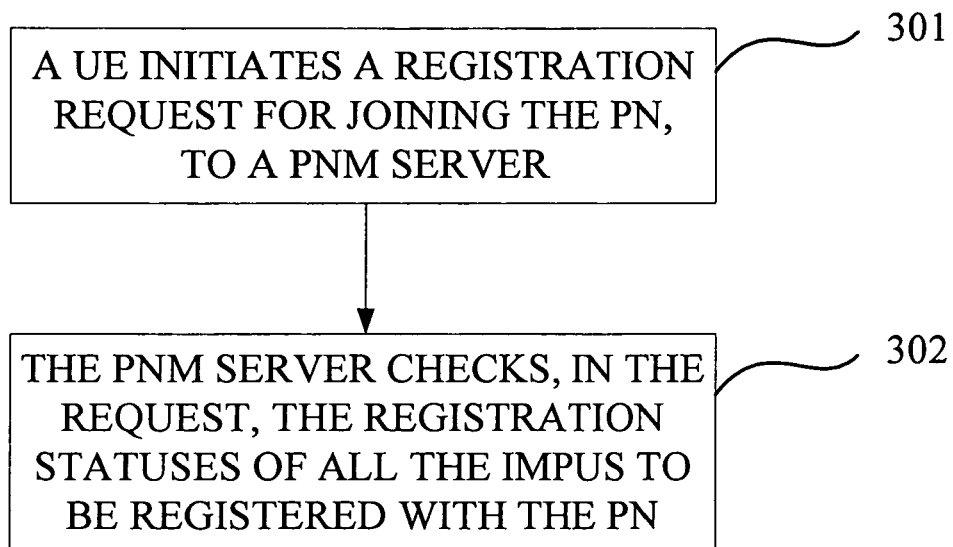 301
A UE INITIATES A REGISTRATION
REQUEST FOR JOINING THE PN,
TO A PNM SERVER
302
THE PNM SERVER CHECKS, IN THE
REQUEST, THE REGISTRATION
STATUSES OF ALL THE IMPUS TO
BE REGISTERED WITH THE PN